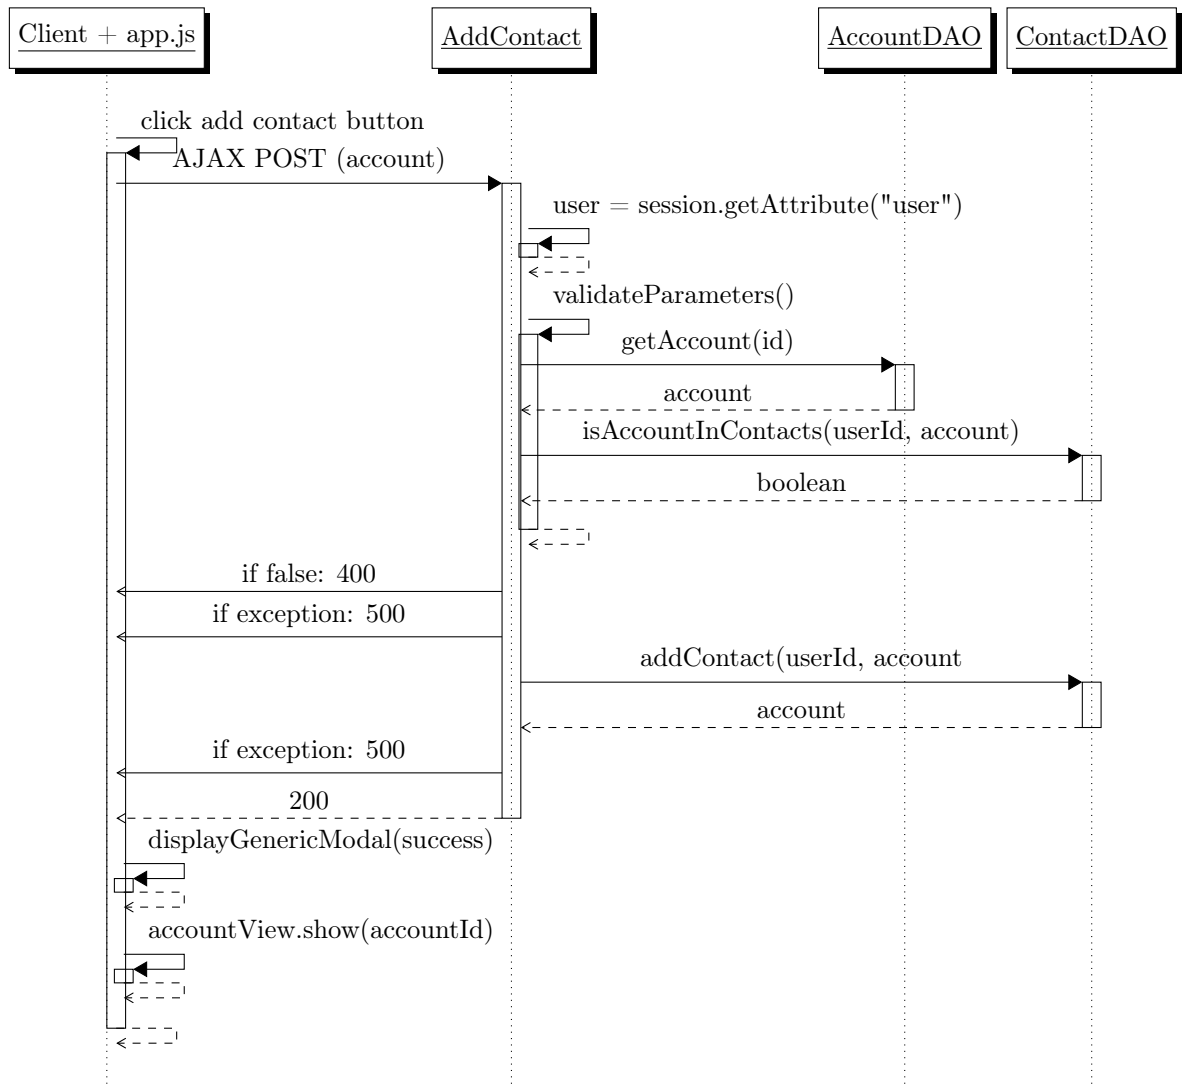 Client + app.js
AddContact
AccountDAO
ContactDAO
click add contact button
AJAX POST (account)
user = session.getAttribute("user")
validateParameters()
getAccount(id)
account
isAccountInContacts(userId, account)
boolean
if false: 400
if exception: 500
addContact(userId, account
account
if exception: 500
200
displayGenericModal(success)
accountView.show(accountId)